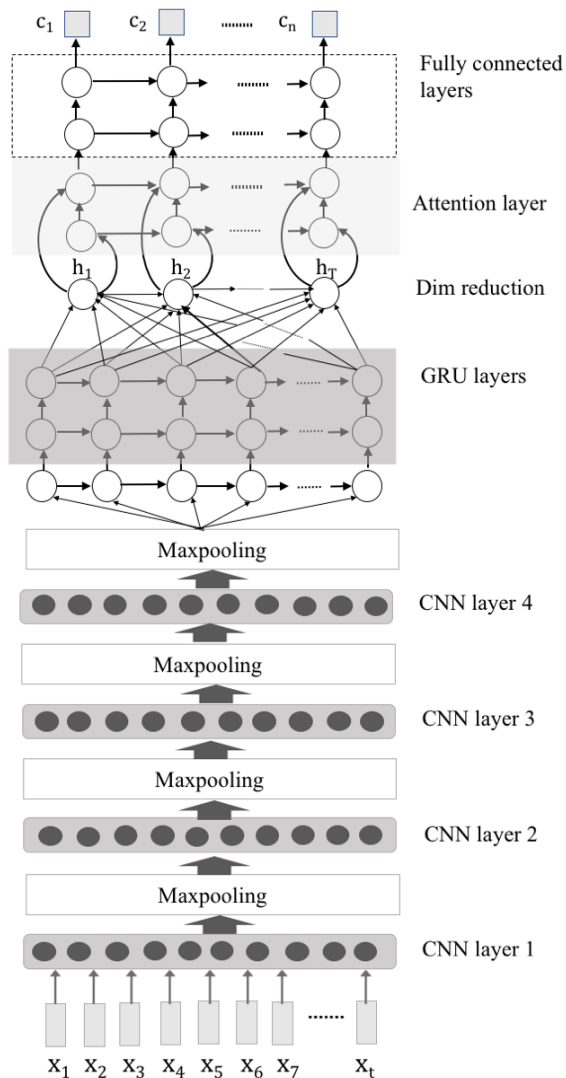 c₁ c₂ ........ cₙ
Fully connected
layers
Attention layer
h₁ h₂ h_T
Dim reduction
GRU layers
Maxpooling
CNN layer 4
Maxpooling
CNN layer 3
Maxpooling
CNN layer 2
Maxpooling
CNN layer 1
x₁ x₂ x₃ x₄ x₅ x₆ x₇ ....... xₜ